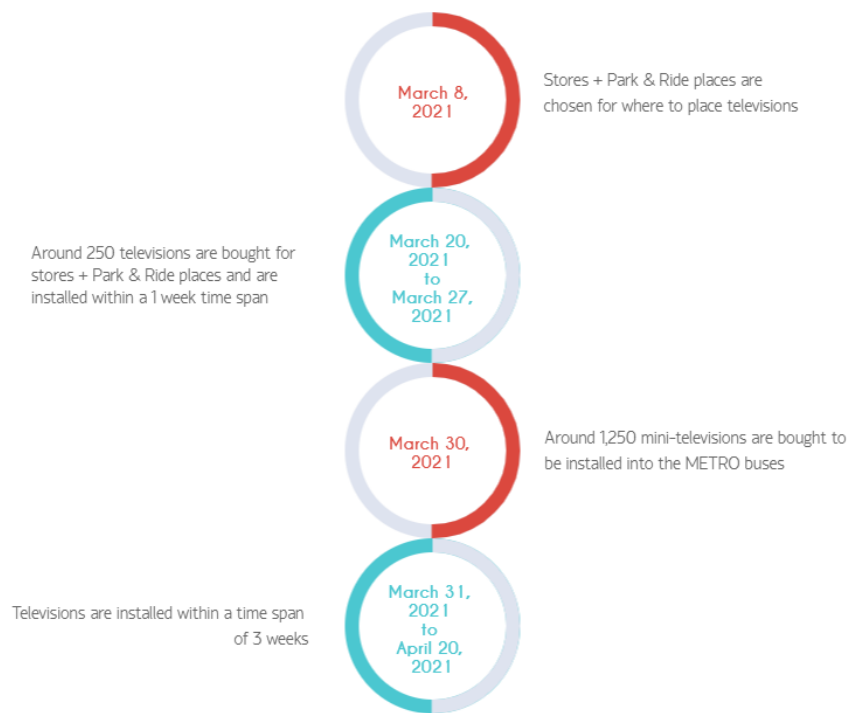 March 8,
2021
Stores + Park & Ride places are
chosen for where to place televisions
Around 250 televisions are bought for
stores + Park & Ride places and are
installed within a 1 week time span
March 20,
2021
to
March 27,
2021
March 30,
2021
Around 1,250 mini-televisions are bought to
be installed into the METRO buses
Televisions are installed within a time span
of 3 weeks
March 31,
2021
to
April 20,
2021